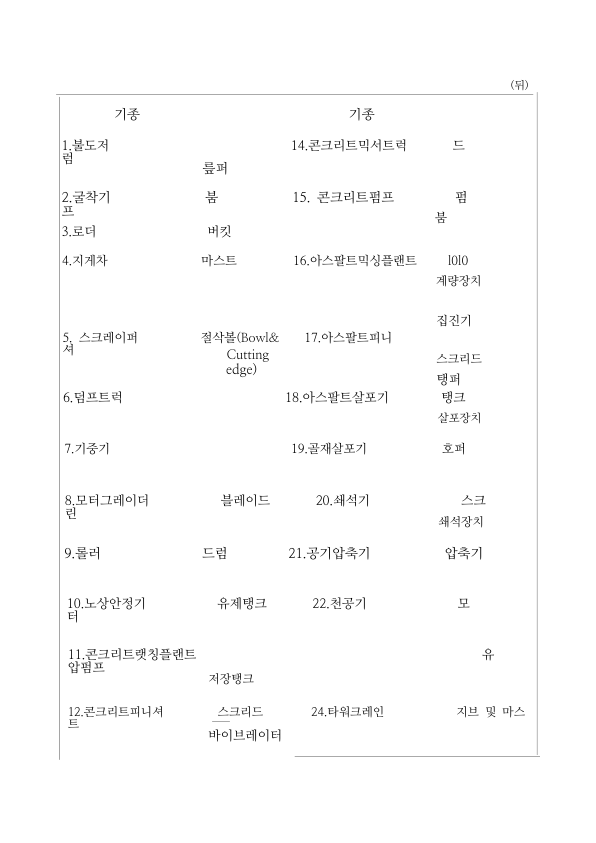 (뒤)
기종 기종
1.불도저 14.콘크리트믹서트럭 드
럼
릎퍼
2.굴착기 붐 15. 콘크리트펌프 펌
프
붐
3.로더 버킷
4.지게차 마스트 16.아스팔트믹싱플랜트 l0l0
계량장치
집진기
5. 스크레이퍼 절삭볼(Bowl& 17.아스팔트피니
셔
Cutting
스크리드
edge)
탱퍼
6.덤프트럭 18.아스팔트살포기 탱크
살포장치
7.기중기 19.골재살포기 호퍼
8.모터그레이더 블레이드 20.쇄석기 스크
린
쇄석장치
9.롤러 드럼 21.공기압축기 압축기
10.노상안정기 유제탱크 22.천공기 모
터
11.콘크리트랫칭플랜트 유
압펌프
저장탱크
12.콘크리트피니셔 스크리드 24.타워크레인 지브 및 마스
트
바이브레이터